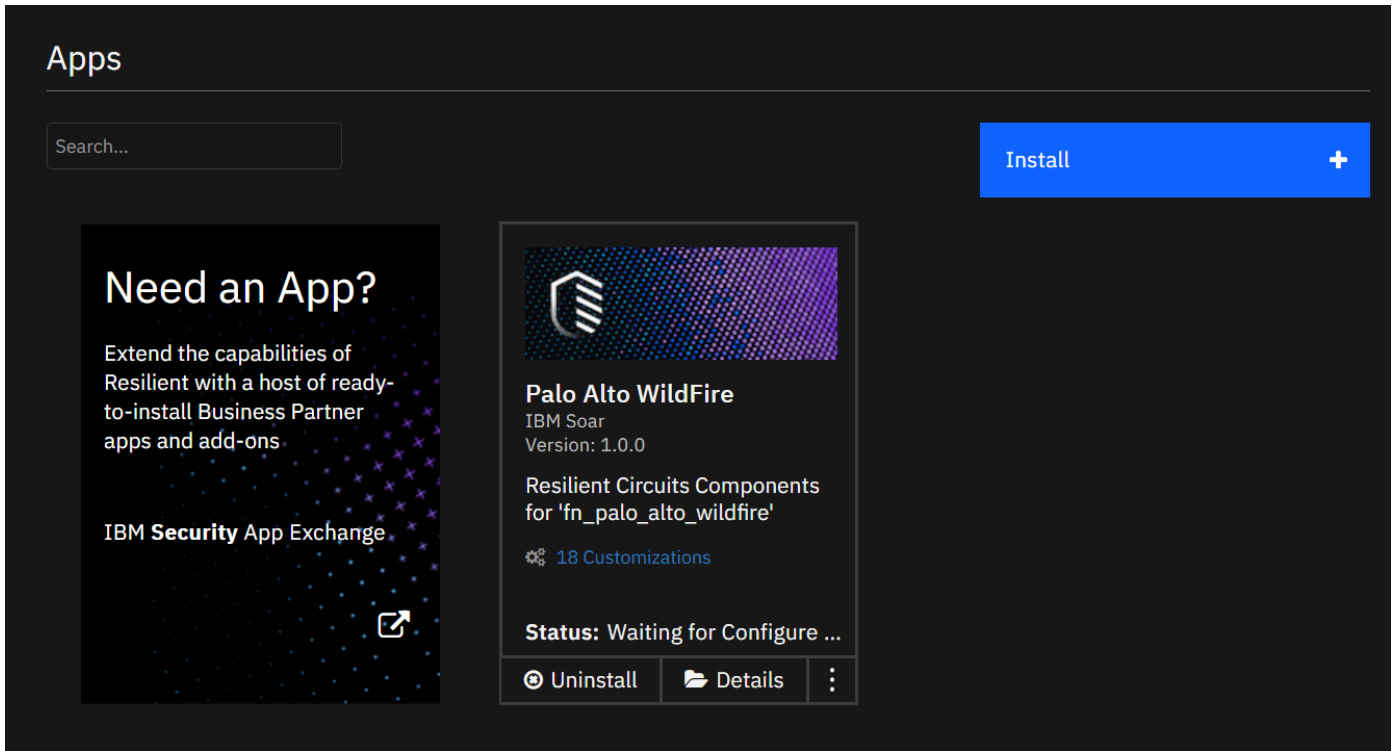 Apps
Search...
Install
Need an App?
Extend the capabilities of
Resilient with a host of ready-
to-install Business Partner
apps and add-ons
IBM Security App Exchange
Palo Alto WildFire
IBM Soar
Version: 1.0.0
Resilient Circuits Components
for 'fn_palo_alto_wildfire'
18 Customizations
Status: Waiting for Configure ...
Uninstall
Details